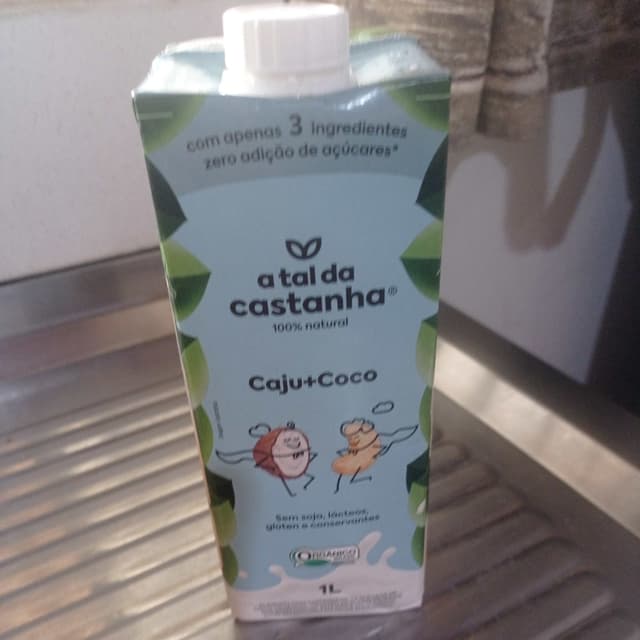 com apenas 3 Ingredientes
zero adição de açúcares*
a tal da
castanha®
100% natural
Caju+Coco
Sem soja, lácteos,
glúten e conservantes
ORGÂNICO
1L